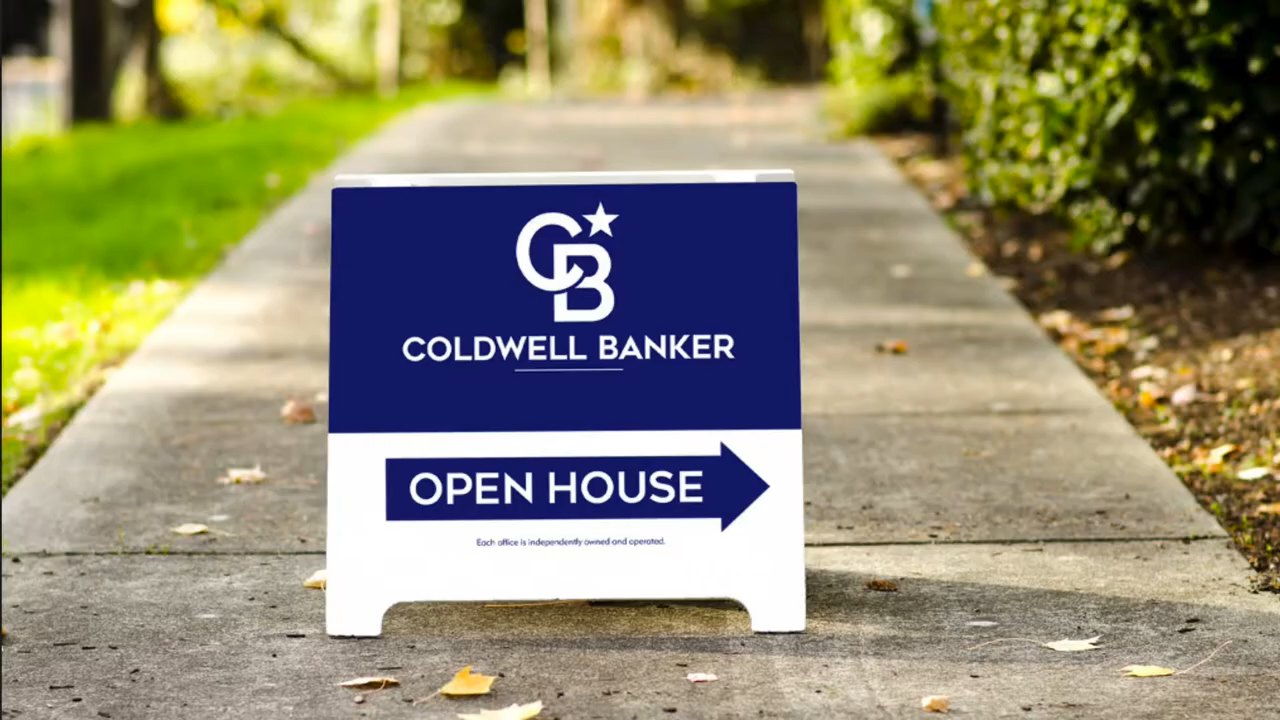 CB
COLDWELL BANKER
OPEN HOUSE
Each office is independently owned and operated.